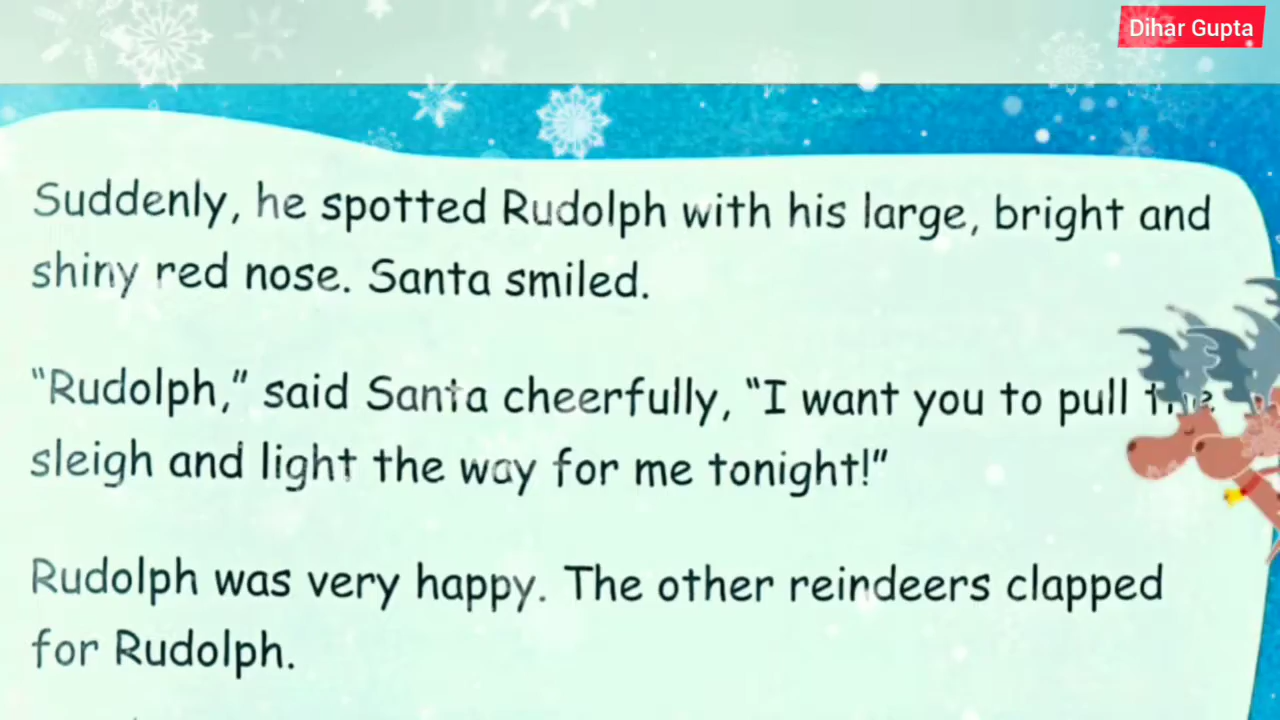 Dihar Gupta
Suddenly, he spotted Rudolph with his large, bright and
shiny red nose. Santa smiled.
“Rudolph,” said Santa cheerfully, “I want you to pull the
sleigh and light the way for me tonight!”
Rudolph was very happy. The other reindeers clapped
for Rudolph.